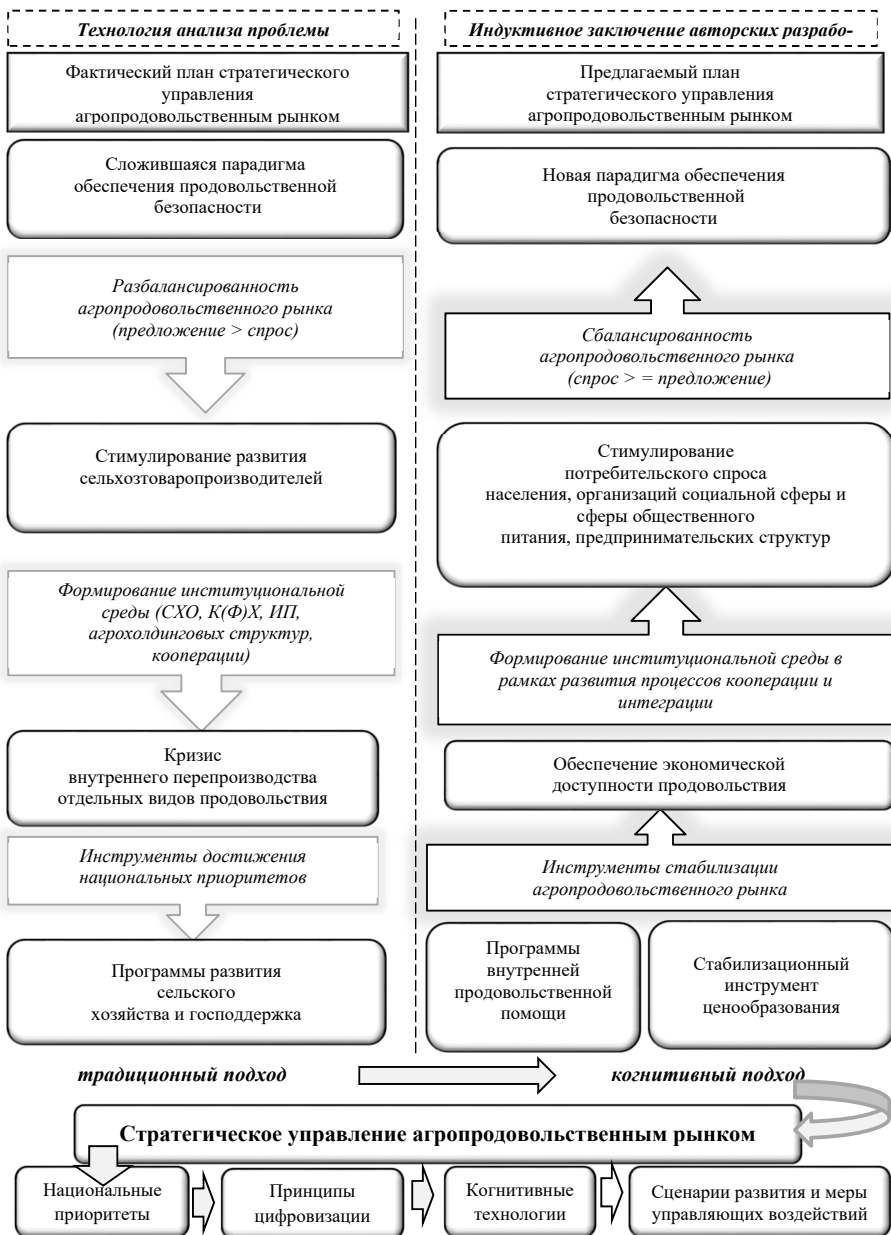 Технология анализа проблемы
Фактический план стратегического
управления
агропродовольственным рынком
Сложившаяся парадигма
обеспечения продовольственной
безопасности
Разбалансированность
агропродовольственного рынка
(предложение > спрос)
Стимулирование развития
сельхозтоваропроизводителей
Формирование институциональной
среды (СХО, К(Ф)Х, ИП,
агрохолдинговых структур,
кооперации)
Кризис
внутреннего перепроизводства
отдельных видов продовольствия
Инструменты достижения
национальных приоритетов
Программы развития
сельского
хозяйства и господдержка
Индуктивное заключение авторских разрабо-
Предлагаемый план
стратегического управления
агропродовольственным рынком
Новая парадигма обеспечения
продовольственной
безопасности
Сбалансированность
агропродовольственного рынка
(спрос > = предложение)
Стимулирование
потребительского спроса
населения, организаций социальной сферы и
сферы общественного
питания, предпринимательских структур
Формирование институциональной среды в
рамках развития процессов кооперации и
интеграции
Обеспечение экономической
доступности продовольствия
Инструменты стабилизации
агропродовольственного рынка
Программы
внутренней
продовольственной
помощи
Стабилизационный
инструмент
ценообразования
традиционный подход
когнитивный подход
Стратегическое управление агропродовольственным рынком
Национальные
приоритеты
Принципы
цифровизации
Когнитивные
технологии
Сценарии развития и меры
управляющих воздействий